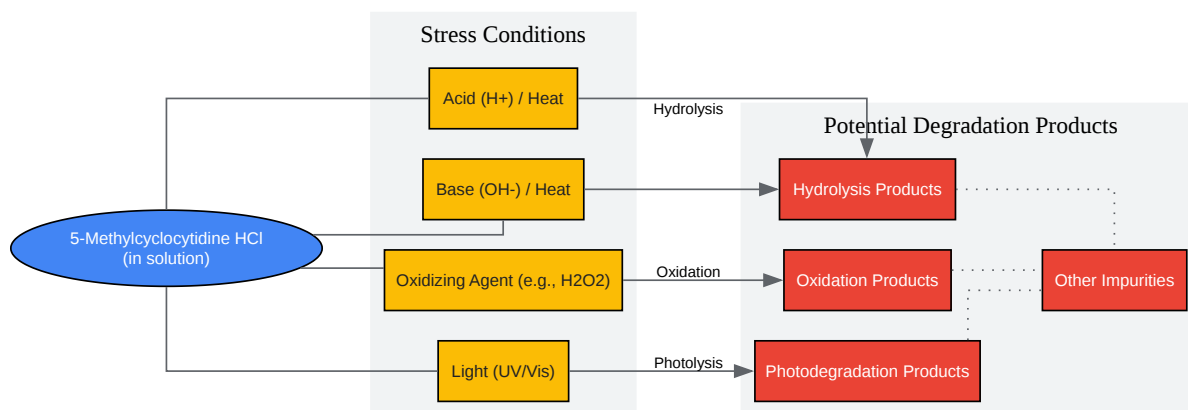 Stress Conditions
Acid (H+) / Heat
Hydrolysis
Potential Degradation Products
Base (OH-) / Heat
Hydrolysis Products
5-Methylcyclocytidine HCl
(in solution)
Oxidizing Agent (e.g., H2O2)
Oxidation
Oxidation Products
Other Impurities
Light (UV/Vis)
Photolysis
Photodegradation Products